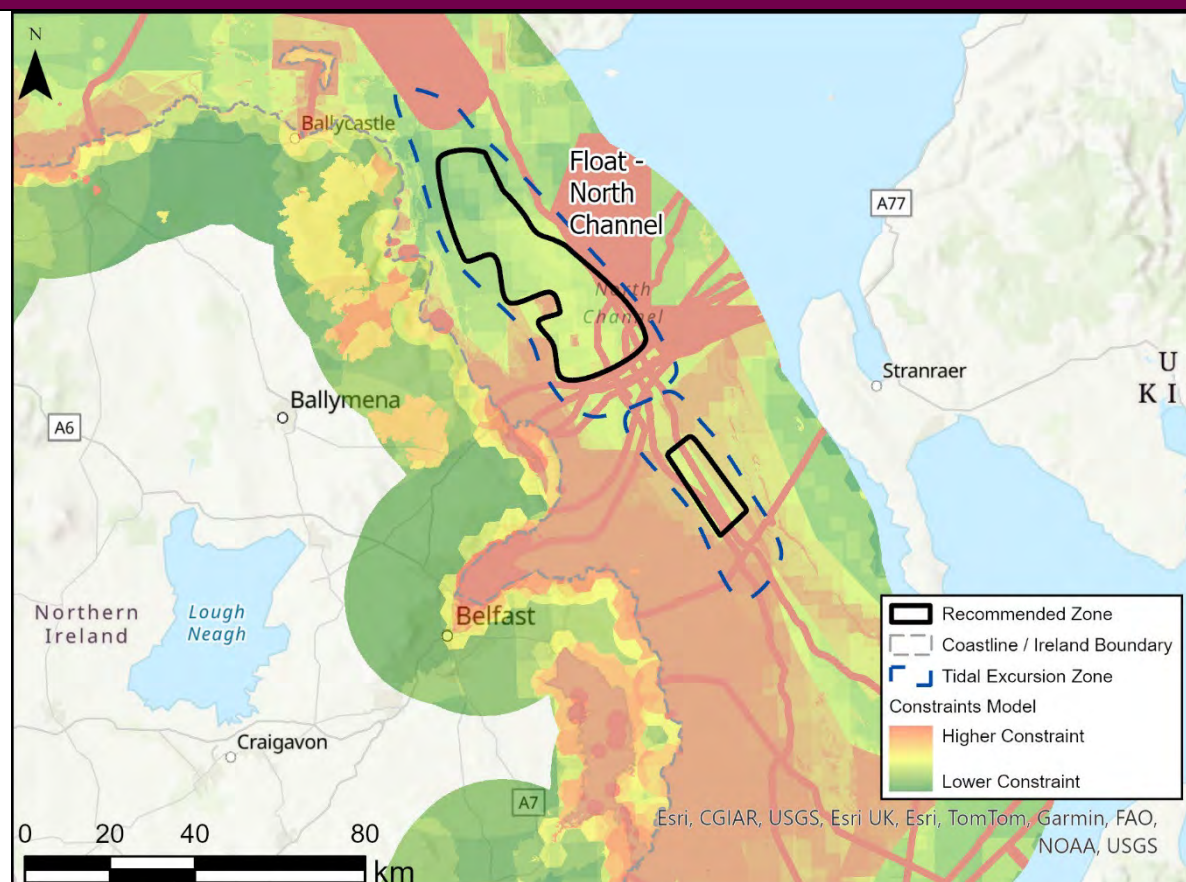 N
Ballycastle
Float -
North
Channel
A77
North
Channel
Stranraer
U
K I
Ballymena
A6
Northern
Ireland
Lough
Neagh
Belfast
Craigavon
A7
Recommended Zone
Coastline / Ireland Boundary
Tidal Excursion Zone
Constraints Model
Higher Constraint
Lower Constraint
Esri, CGIAR, USGS, Esri UK, Esri, TomTom, Garmin, FAO,
NOAA, USGS
0 20 40 80
km